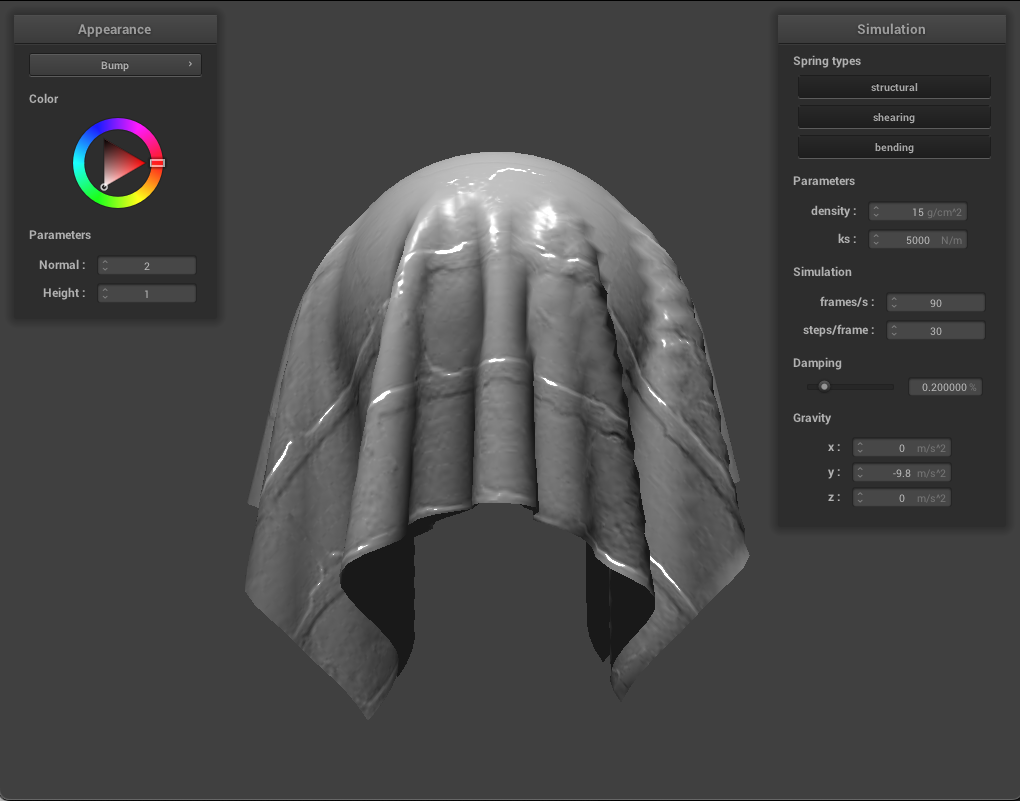 Appearance
Bump
Color
Parameters
Normal : 2
Height : 1
Simulation
Spring types
structural
shearing
bending
Parameters
density : 15 g/cm^2
ks : 5000 N/m
Simulation
frames/s : 90
steps/frame : 30
Damping
0.200000 %
Gravity
x : 0 m/s^2
y : -9.8 m/s^2
z : 0 m/s^2